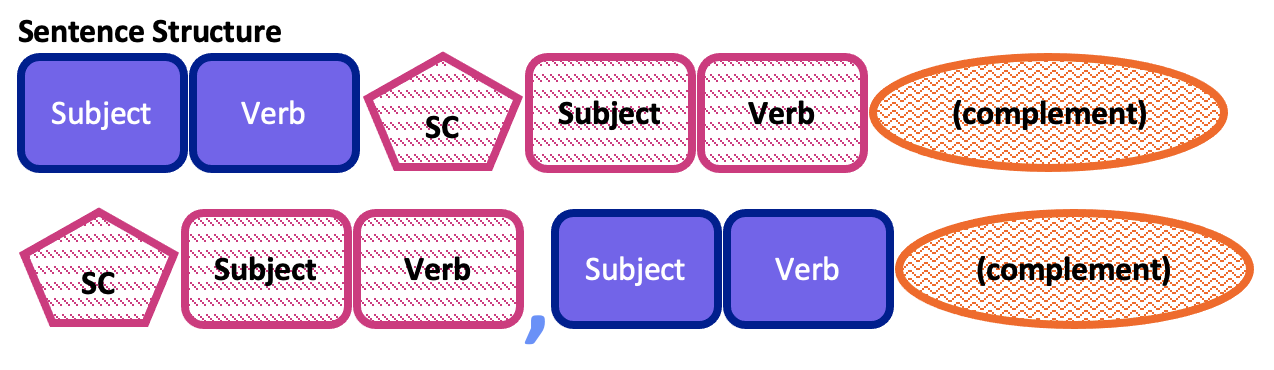 Sentence Structure
Subject Verb SC Subject Verb (complement)
SC Subject Verb , Subject Verb (complement)